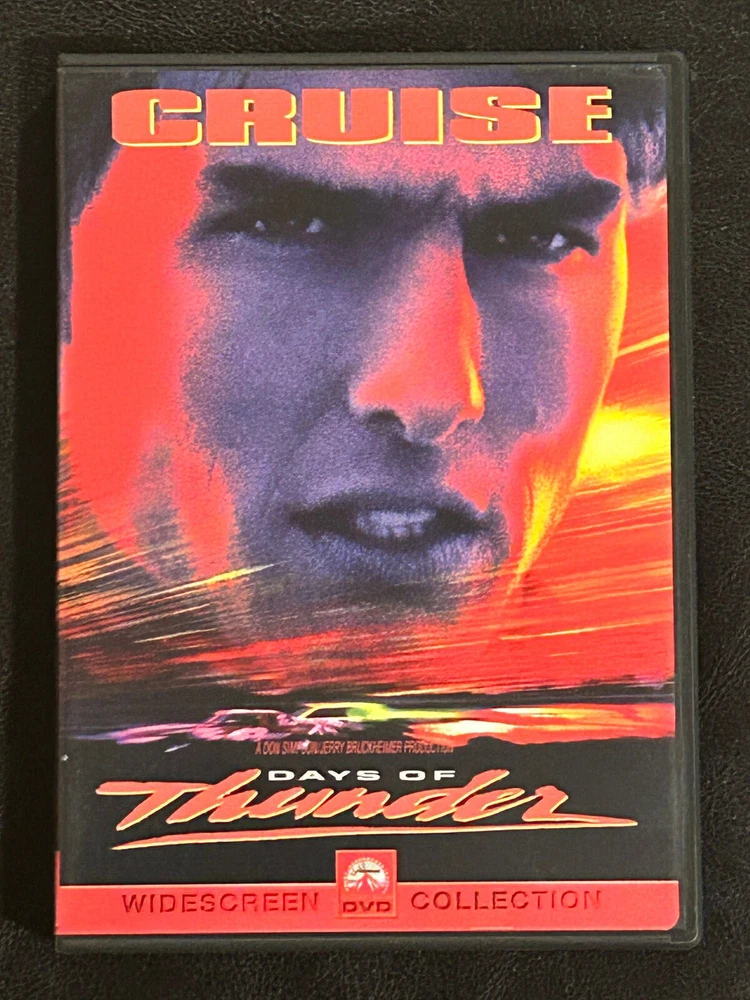 CRUISE
A DON SIMPSON/JERRY BRUCKHEIMER PRODUCTION
DAYS OF
Thunder
WIDESCREEN DVD COLLECTION